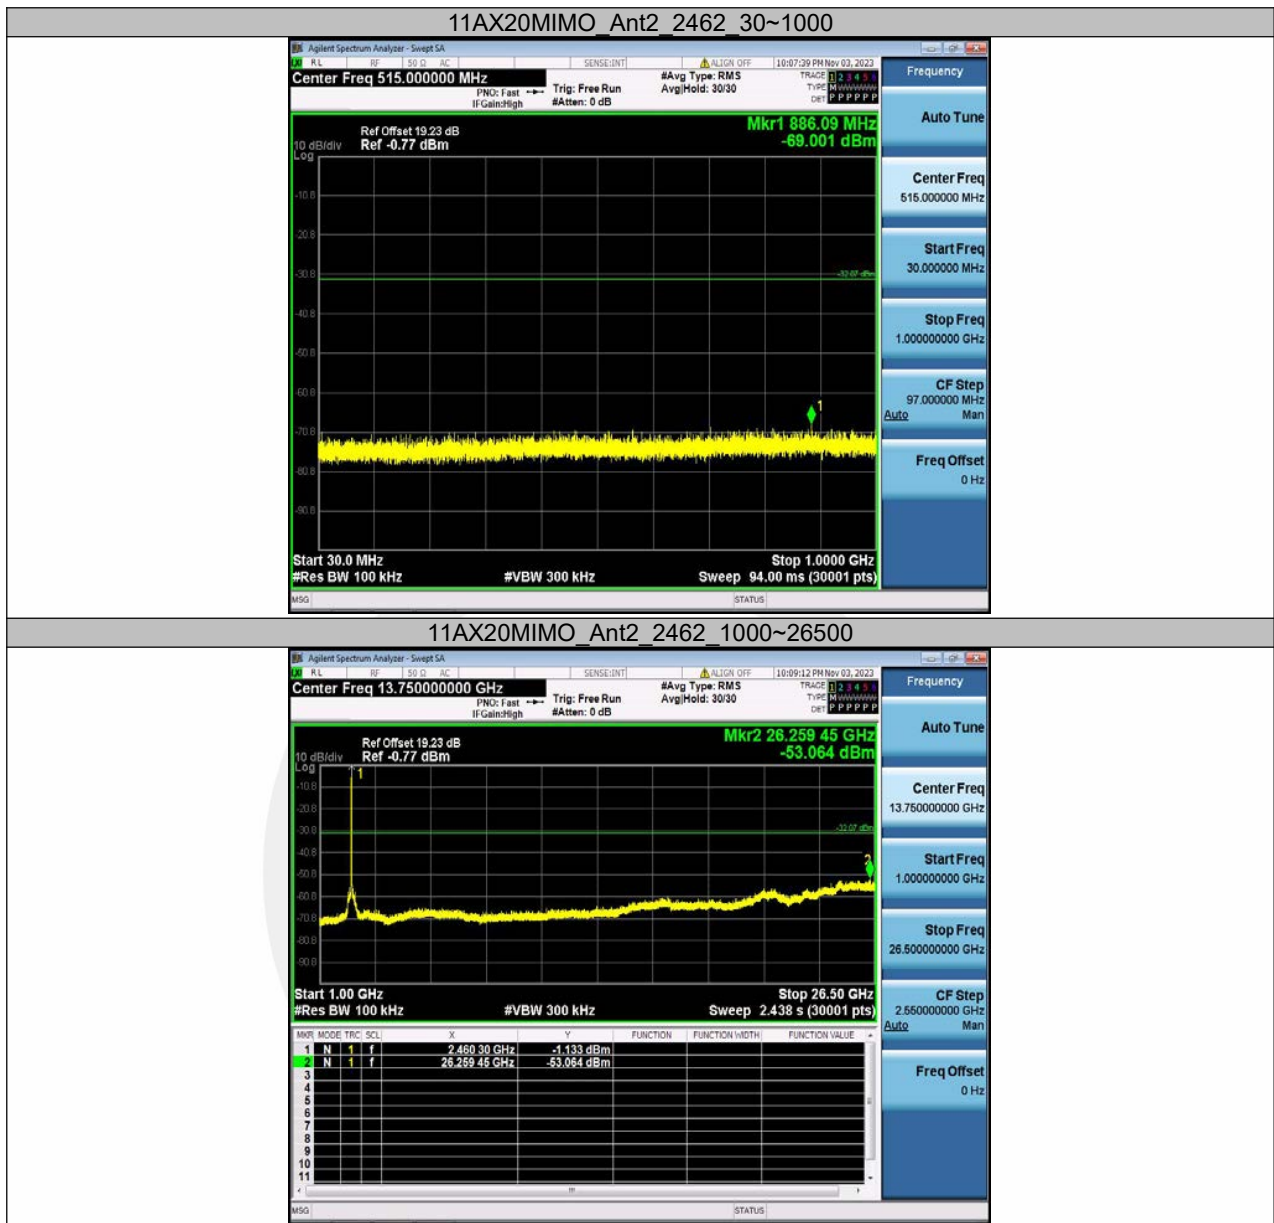 11AX20MIMO_Ant2_2462_30~1000
Agilent Spectrum Analyzer - Swept SA
RL RF 50 Ω AC SENSE:INT ALIGN OFF 10:07:39 PM Nov 03, 2023
Center Freq 515.000000 MHz
PNO: Fast
IFGain:High
Trig: Free Run
#Atten: 0 dB
#Avg Type: RMS
Avg|Hold: 30/30
TRACE 1 2 3 4 5 6
TYPE M WWWWW
DET P P P P P P
Frequency
Auto Tune
Mkr1 886.09 MHz
-69.001 dBm
Ref Offset 19.23 dB
10 dB/div Ref -0.77 dBm
Log
-10.8
-20.8
-30.8
-40.8
-50.8
-60.8
-70.8
-80.8
-90.8
-32.07 dBm
1
Center Freq
515.000000 MHz
Start Freq
30.000000 MHz
Stop Freq
1.000000000 GHz
CF Step
97.000000 MHz
Auto Man
Freq Offset
0 Hz
Start 30.0 MHz Stop 1.0000 GHz
#Res BW 100 kHz #VBW 300 kHz Sweep 94.00 ms (30001 pts)
MSG STATUS
11AX20MIMO_Ant2_2462_1000~26500
Agilent Spectrum Analyzer - Swept SA
RL RF 50 Ω AC SENSE:INT ALIGN OFF 10:09:12 PM Nov 03, 2023
Center Freq 13.750000000 GHz
PNO: Fast
IFGain:High
Trig: Free Run
#Atten: 0 dB
#Avg Type: RMS
Avg|Hold: 30/30
TRACE 1 2 3 4 5 6
TYPE M WWWWW
DET P P P P P P
Frequency
Auto Tune
Mkr2 26.259 45 GHz
-53.064 dBm
Ref Offset 19.23 dB
10 dB/div Ref -0.77 dBm
Log
-10.8
-20.8
-30.8
-40.8
-50.8
-60.8
-70.8
-80.8
-90.8
1
-32.07 dBm
2
Center Freq
13.750000000 GHz
Start Freq
1.000000000 GHz
Stop Freq
26.500000000 GHz
CF Step
2.550000000 GHz
Auto Man
Freq Offset
0 Hz
Start 1.00 GHz Stop 26.50 GHz
#Res BW 100 kHz #VBW 300 kHz Sweep 2.438 s (30001 pts)
MKR MODE TRC SCL X Y FUNCTION FUNCTION WIDTH FUNCTION VALUE
1 N 1 f 2.460 30 GHz -1.133 dBm
2 N 1 f 26.259 45 GHz -53.064 dBm
3
4
5
6
7
8
9
10
11
MSG STATUS